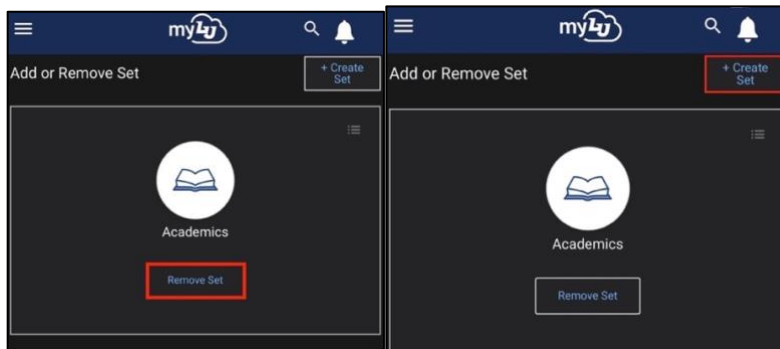 myLU
Add or Remove Set
+ Create
Set
Academics
Remove Set
myLU
Add or Remove Set
+ Create
Set
Academics
Remove Set